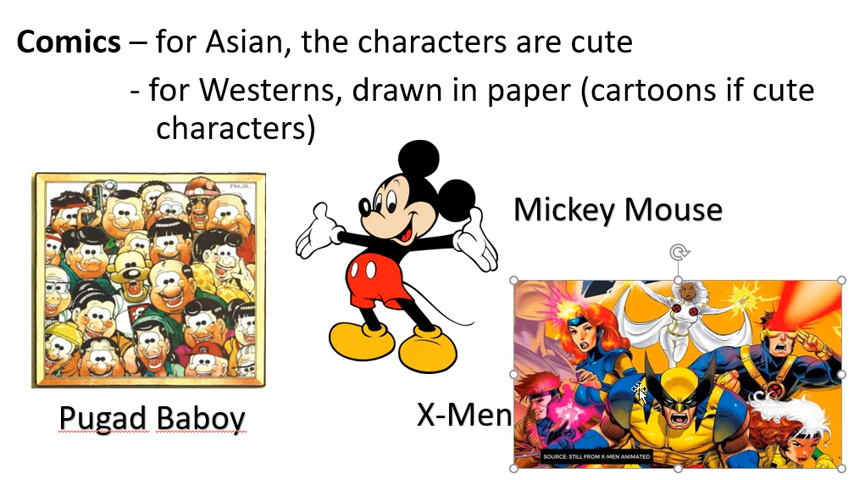 Comics – for Asian, the characters are cute
- for Westerns, drawn in paper (cartoons if cute
characters)
Mickey Mouse
Pugad Baboy
X-Men
SOURCE: STILL FROM X-MEN ANIMATED